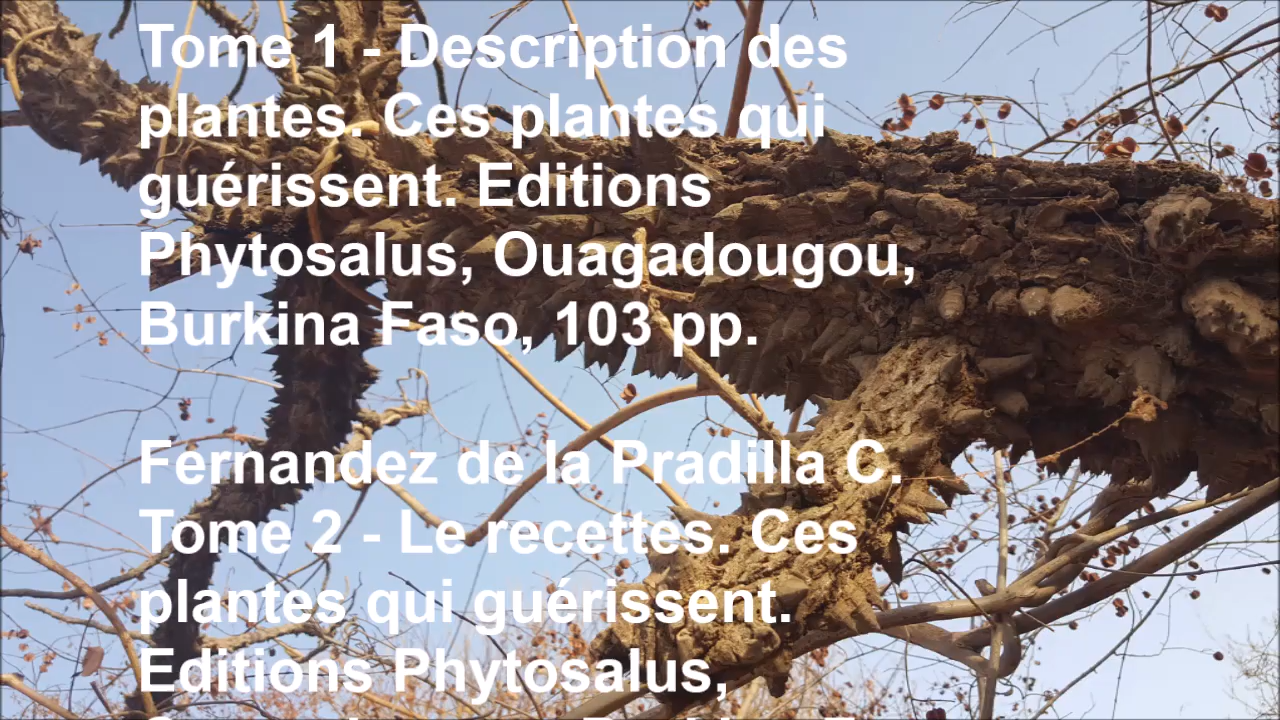 Tome 1 - Description des
plantes. Ces plantes qui
guérissent. Editions
Phytosalus, Ouagadougou,
Burkina Faso, 103 pp.
Fernandez de la Pradilla C.
Tome 2 - Le recettes. Ces
plantes qui guérissent.
Editions Phytosalus,